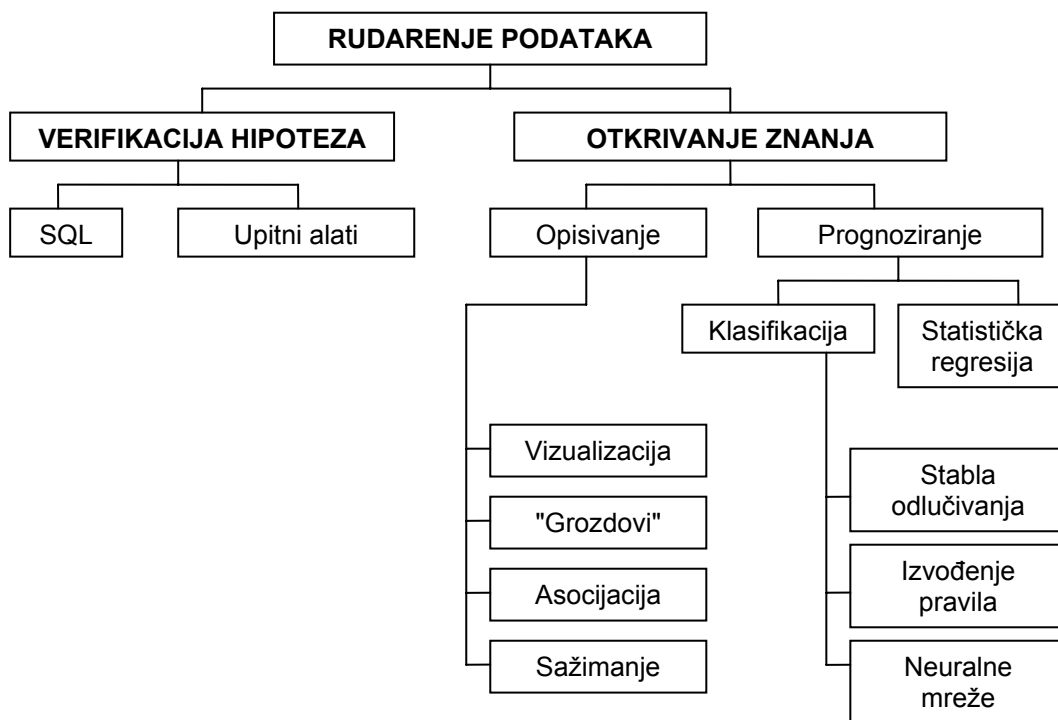 RUDARENJE PODATAKA
VERIFIKACIJA HIPOTEZA
OTKRIVANJE ZNANJA
SQL
Upitni alati
Opisivanje
Prognoziranje
Klasifikacija
Statistička
regresija
Vizualizacija
"Grozdovi"
Asocijacija
Sažimanje
Stabla
odlučivanja
Izvođenje
pravila
Neuralne
mreže